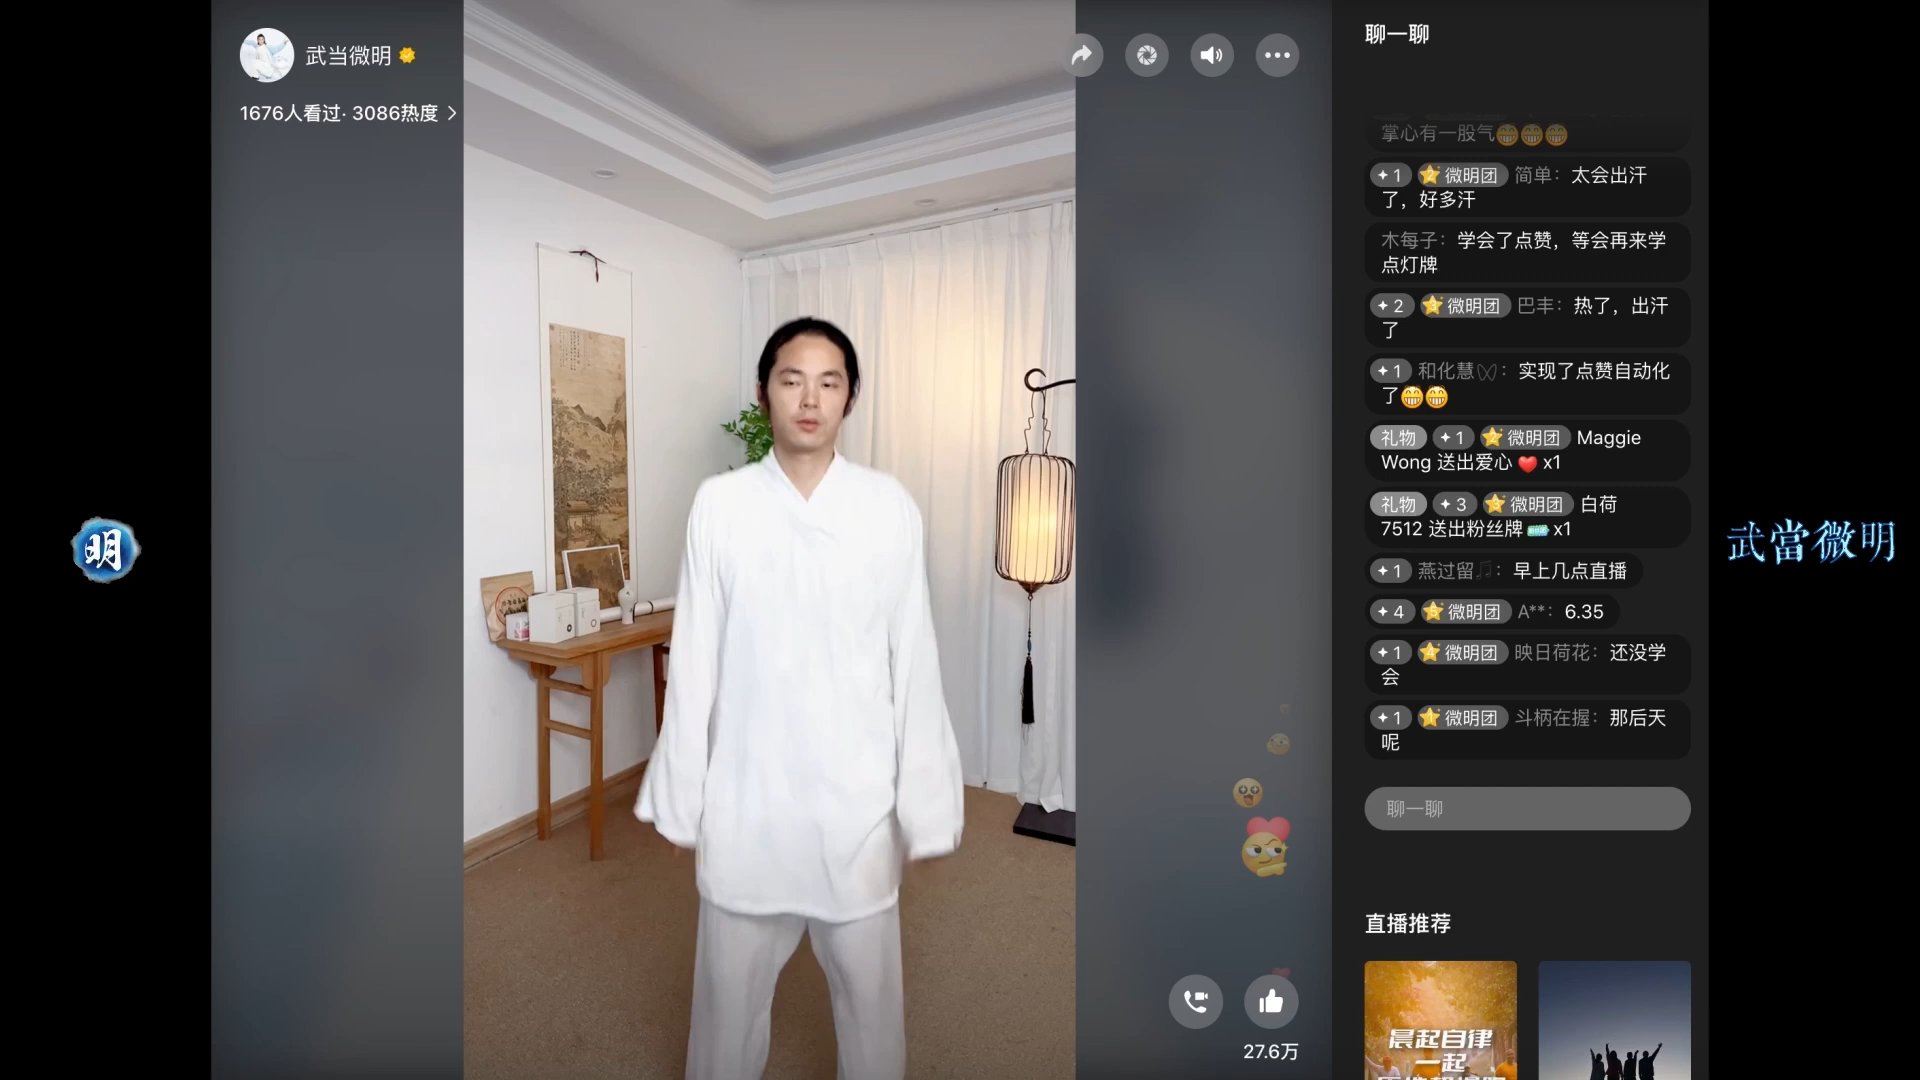 武当微明
1676人看过· 3086热度
聊一聊
掌心有一股气😁😁😁
1 微明团 简单：太会出汗
了，好多汗
木每子：学会了点赞，等会再来学
点灯牌
2 微明团 巴丰：热了，出汗
了
1 和化慧：实现了点赞自动化
了😁😁
礼物 1 微明团 Maggie
Wong 送出爱心 ❤️ x1
礼物 3 微明团 白荷
7512 送出粉丝牌 x1
1 燕过留🎵：早上几点直播
4 微明团 A**：6.35
1 微明团 映日荷花：还没学
会
1 微明团 斗柄在握：那后天
呢
聊一聊
直播推荐
晨起自律
一起
27.6万
明
武當微明